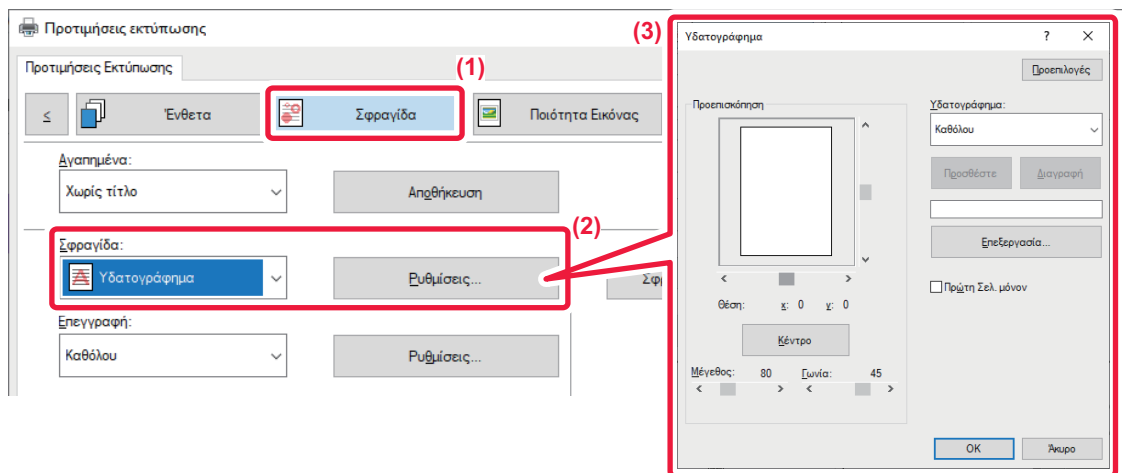 Προτιμήσεις εκτύπωσης
Προτιμήσεις Εκτύπωσης
(1)
≤
Ένθετα
Σφραγίδα
Ποιότητα Εικόνας
Αγαπημένα:
Χωρίς τίτλο
Αποθήκευση
(2)
Σφραγίδα:
Υδατογράφημα
Ρυθμίσεις...
Επεγγραφή:
Καθόλου
Ρυθμίσεις...
(3)
Υδατογράφημα
?
Προεπιλογές
Προεπισκόπηση
Υδατογράφημα:
Καθόλου
Προσθέστε
Διαγραφή
Επεξεργασία...
Πρώτη Σελ. μόνον
Θέση: x: 0 y: 0
Κέντρο
Μέγεθος: 80 Γωνία: 45
OK
Άκυρο